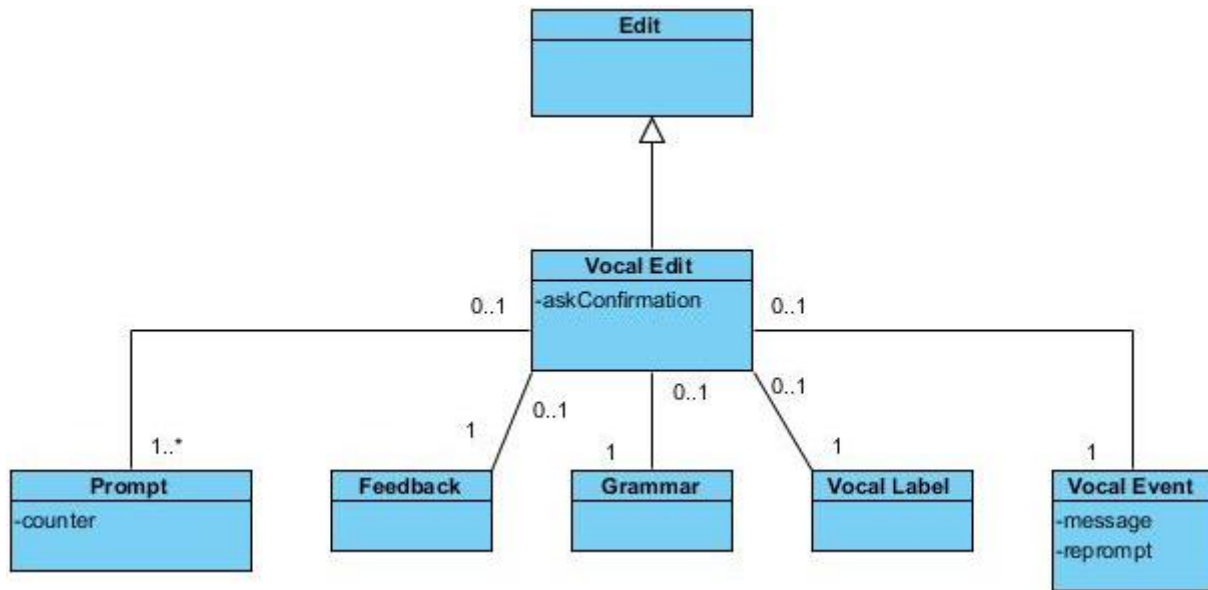 Edit
Vocal Edit
-askConfirmation
0..1
0..1
0..1
0..1
0..1
1..*
1
1
1
1
Prompt
-counter
Feedback
Grammar
Vocal Label
Vocal Event
-message
-reprompt